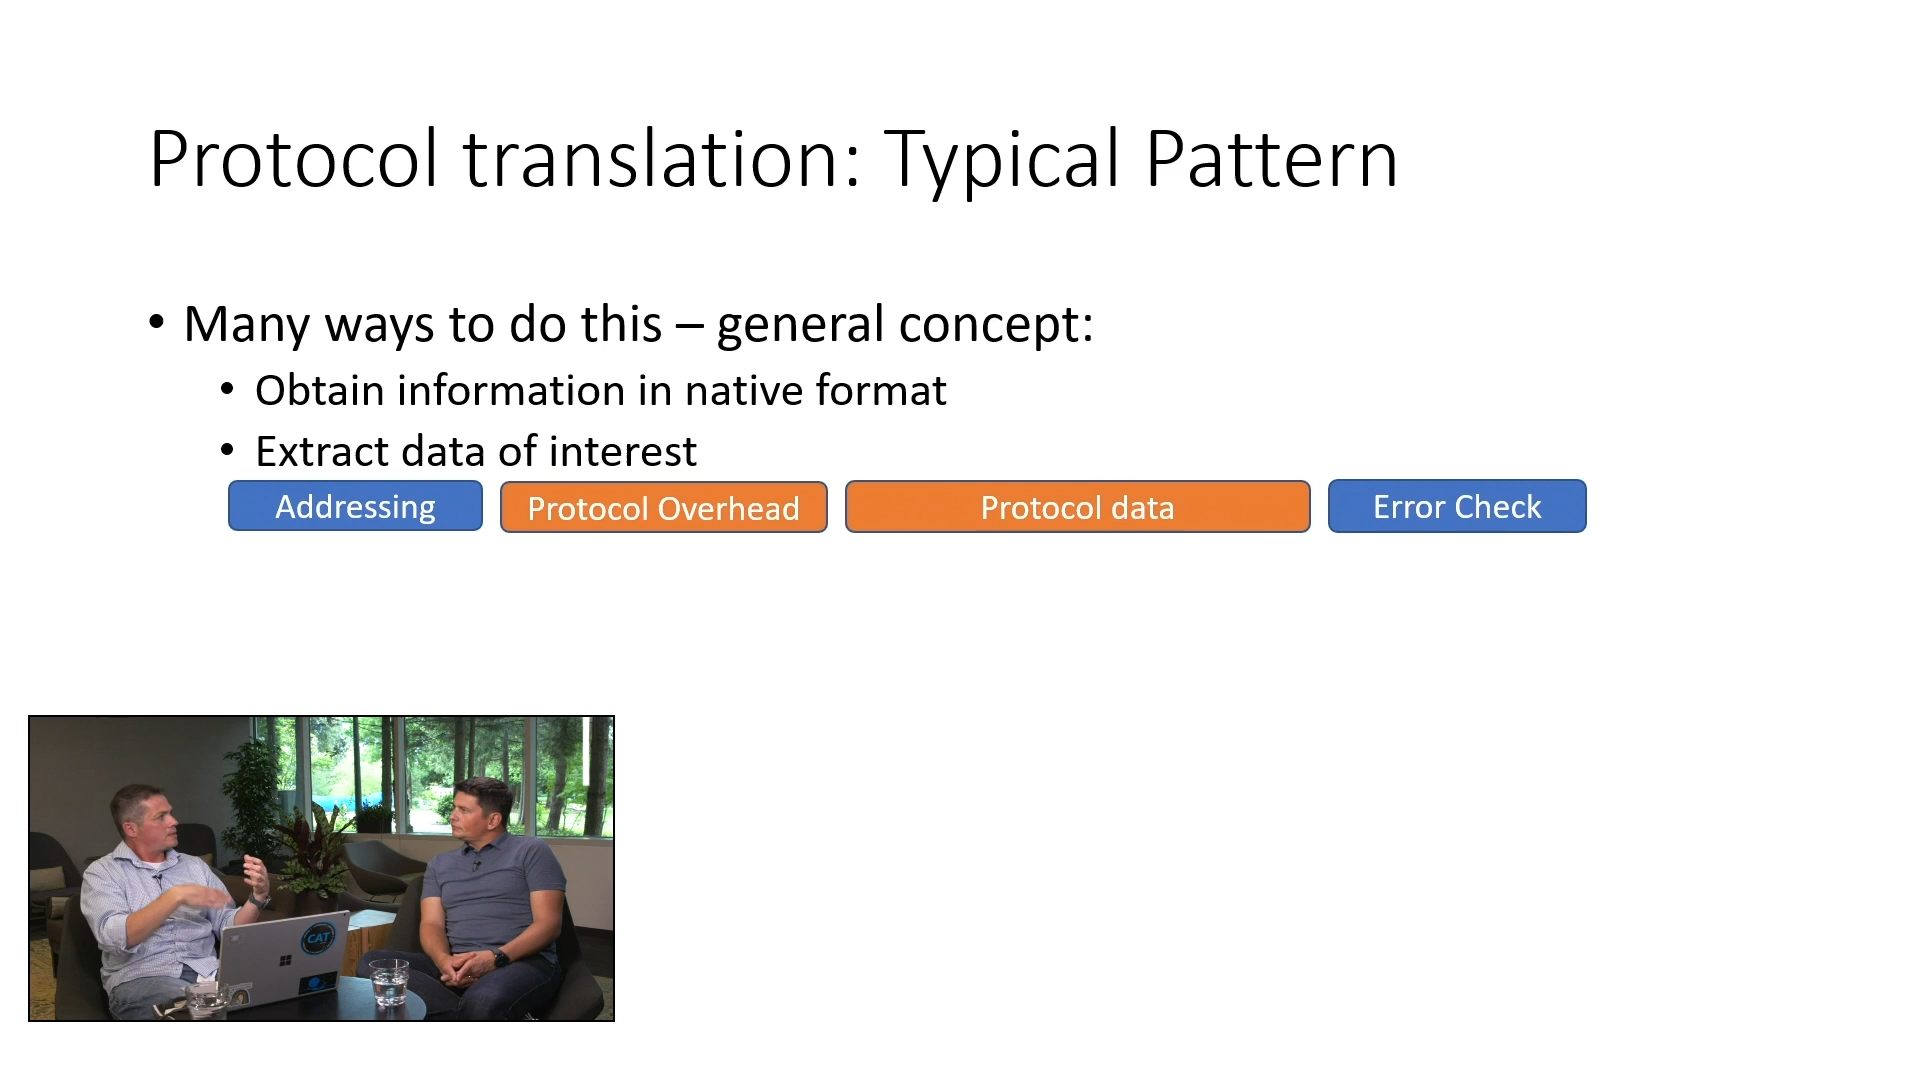 Protocol translation: Typical Pattern
• Many ways to do this – general concept:
• Obtain information in native format
• Extract data of interest
Addressing
Protocol Overhead
Protocol data
Error Check
CAT